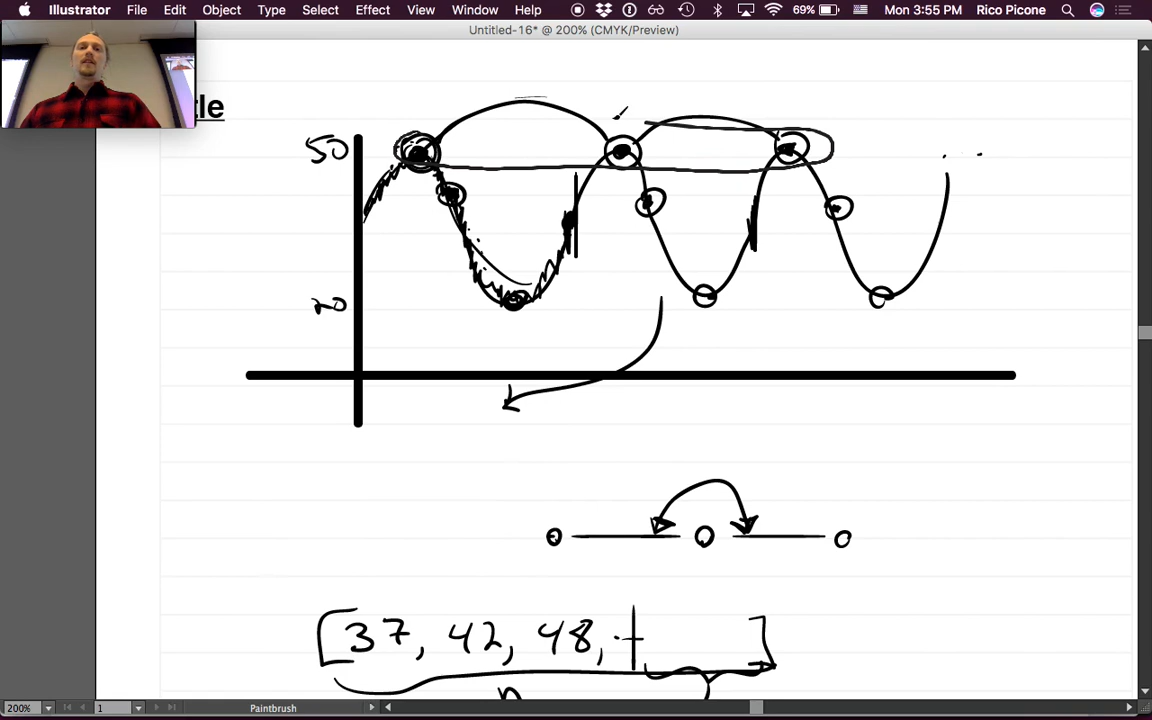 Illustrator File Edit Object Type Select Effect View Window Help 69% Mon 3:55 PM Rico Picone
Untitled-16* @ 200% (CMYK/Preview)
tle
50
20
[37, 42, 48,
]
n
200% 1 Paintbrush